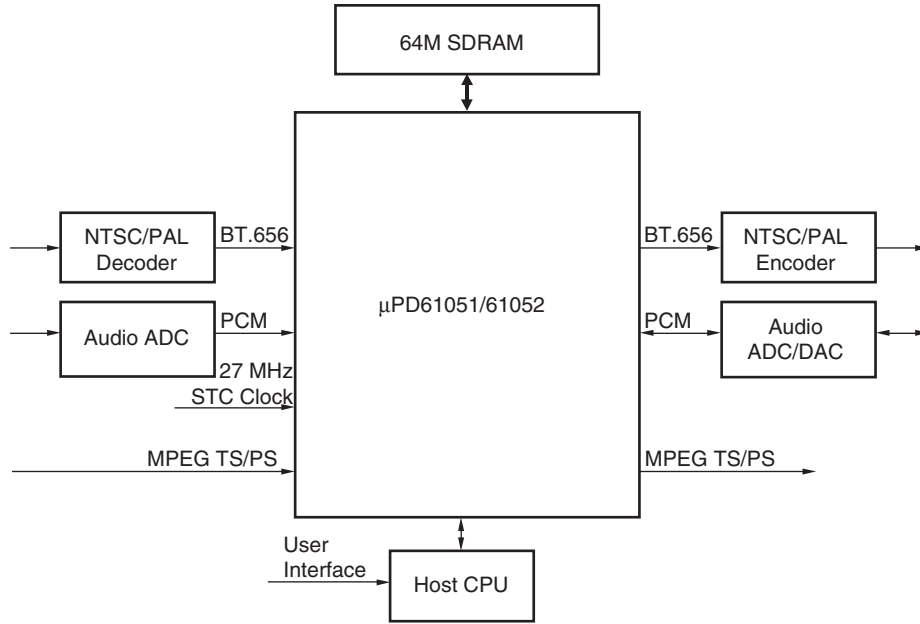 64M SDRAM
NTSC/PAL
Decoder
BT.656
BT.656
NTSC/PAL
Encoder
μPD61051/61052
Audio ADC
PCM
PCM
Audio
ADC/DAC
27 MHz
STC Clock
MPEG TS/PS
MPEG TS/PS
User
Interface
Host CPU